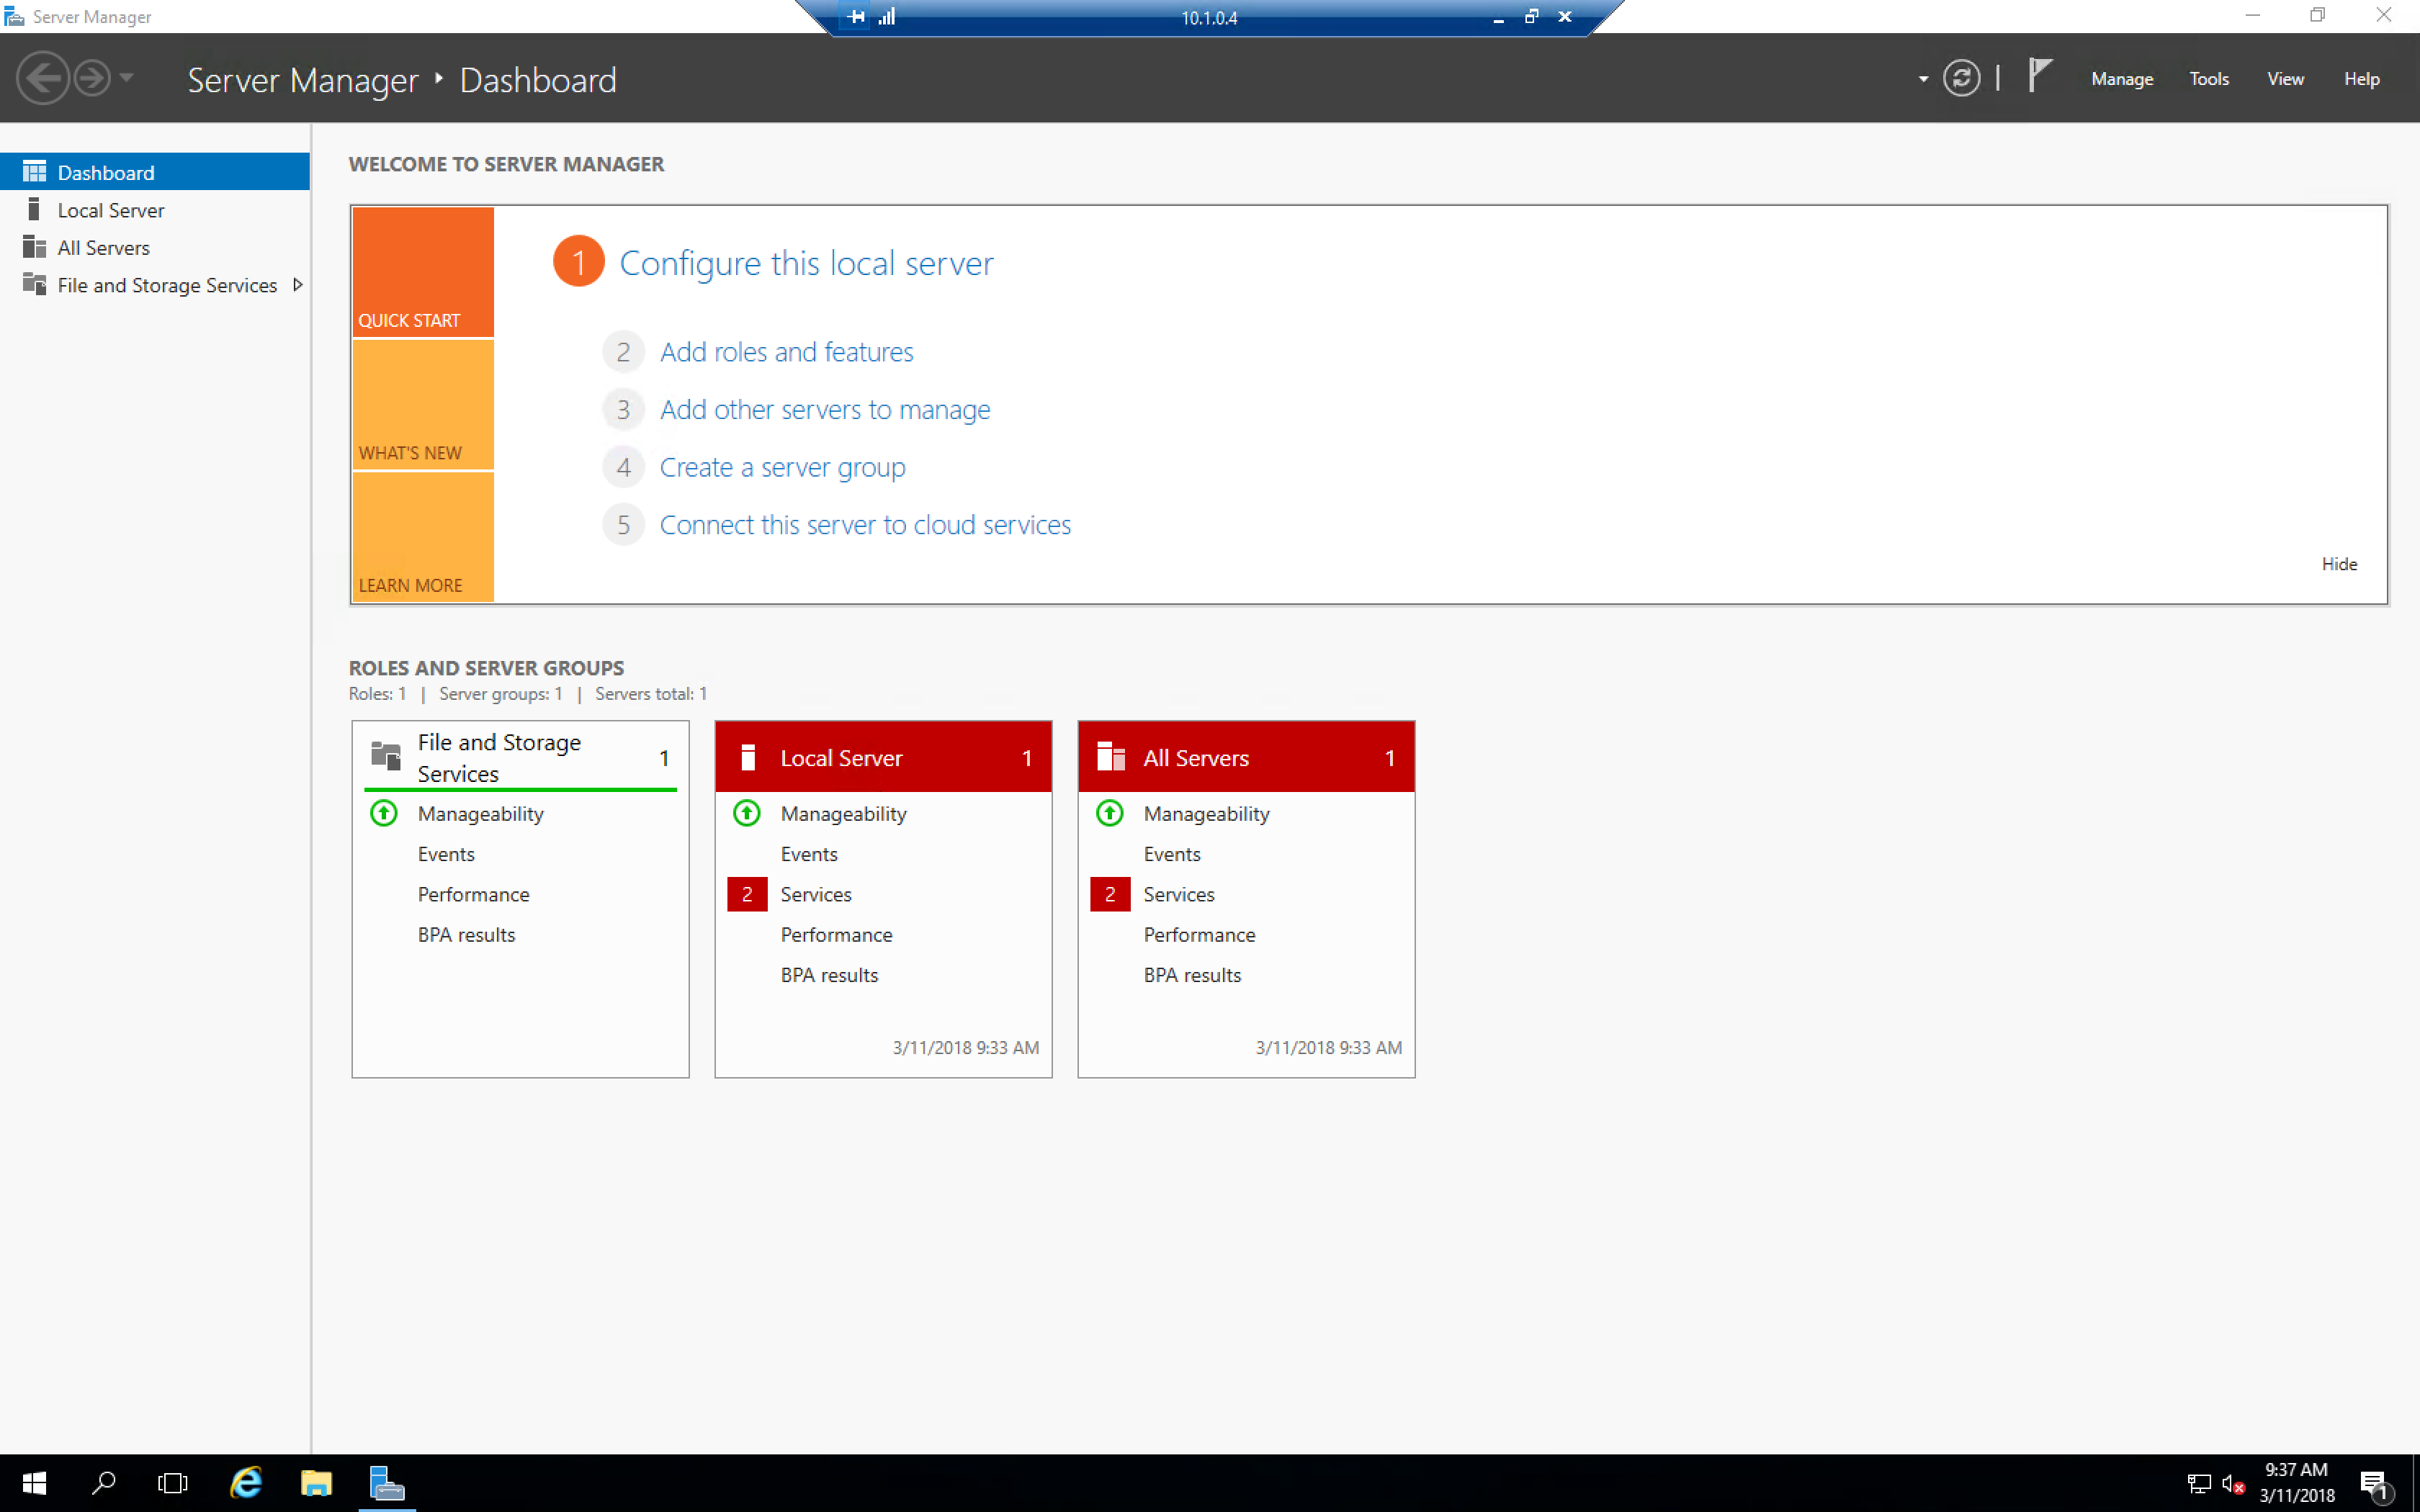 Server Manager
10.1.0.4
Server Manager Dashboard
Manage Tools View Help
Dashboard
Local Server
All Servers
File and Storage Services
WELCOME TO SERVER MANAGER
QUICK START
WHAT'S NEW
LEARN MORE
1 Configure this local server
2 Add roles and features
3 Add other servers to manage
4 Create a server group
5 Connect this server to cloud services
Hide
ROLES AND SERVER GROUPS
Roles: 1 | Server groups: 1 | Servers total: 1
File and Storage
Services
1
Manageability
Events
Performance
BPA results
Local Server 1
Manageability
Events
2 Services
Performance
BPA results
3/11/2018 9:33 AM
All Servers 1
Manageability
Events
2 Services
Performance
BPA results
3/11/2018 9:33 AM
9:37 AM
3/11/2018
1